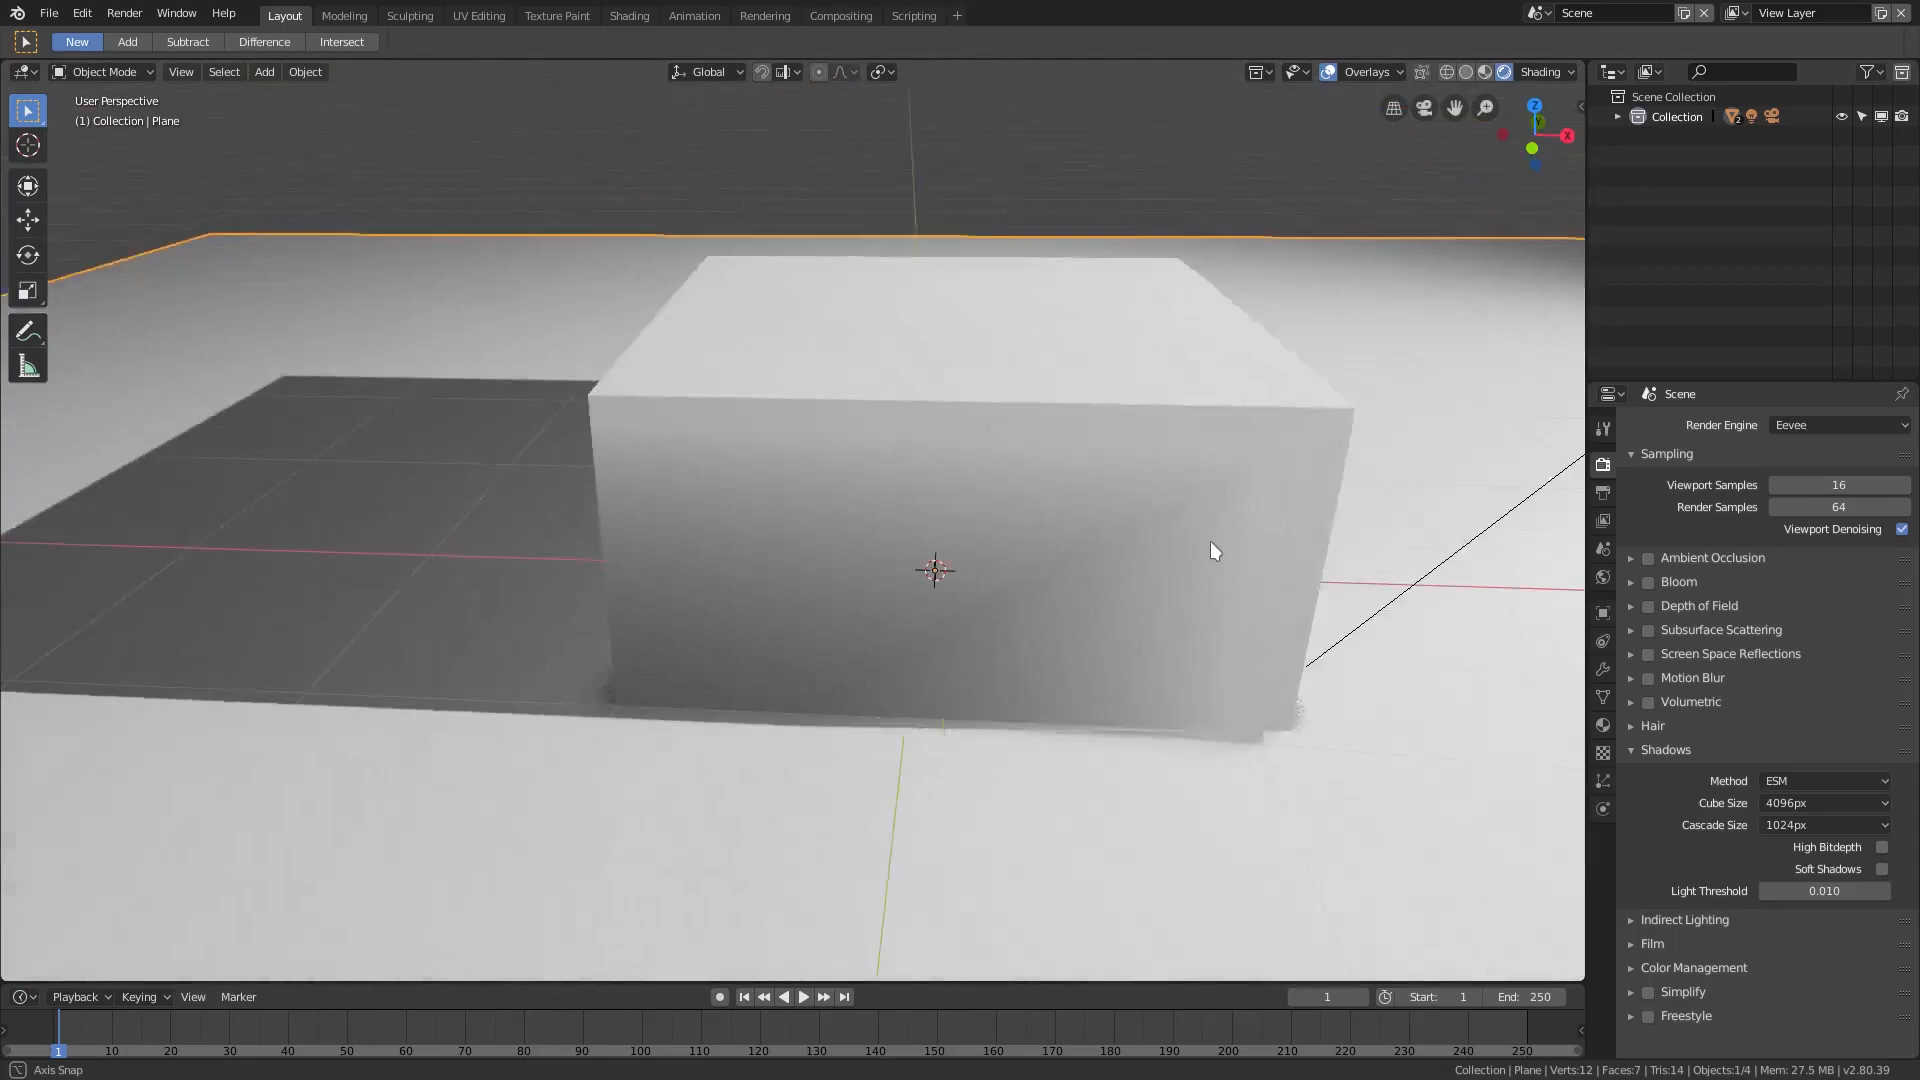 File Edit Render Window Help Layout Modeling Sculpting UV Editing Texture Paint Shading Animation Rendering Compositing Scripting + Scene View Layer
New Add Subtract Difference Intersect
Object Mode View Select Add Object Global Overlays Shading
User Perspective
(1) Collection | Plane
Z
Y
X
Scene Collection
Collection 2
Scene
Render Engine Eevee
Sampling
Viewport Samples 16
Render Samples 64
Viewport Denoising
Ambient Occlusion
Bloom
Depth of Field
Subsurface Scattering
Screen Space Reflections
Motion Blur
Volumetric
Hair
Shadows
Method ESM
Cube Size 4096px
Cascade Size 1024px
High Bitdepth
Soft Shadows
Light Threshold 0.010
Indirect Lighting
Film
Color Management
Simplify
Freestyle
Playback Keying View Marker 1 Start: 1 End: 250
1 10 20 30 40 50 60 70 80 90 100 110 120 130 140 150 160 170 180 190 200 210 220 230 240 250
Axis Snap Collection | Plane | Verts:12 | Faces:7 | Tris:14 | Objects:1/4 | Mem: 27.5 MB | v2.80.39